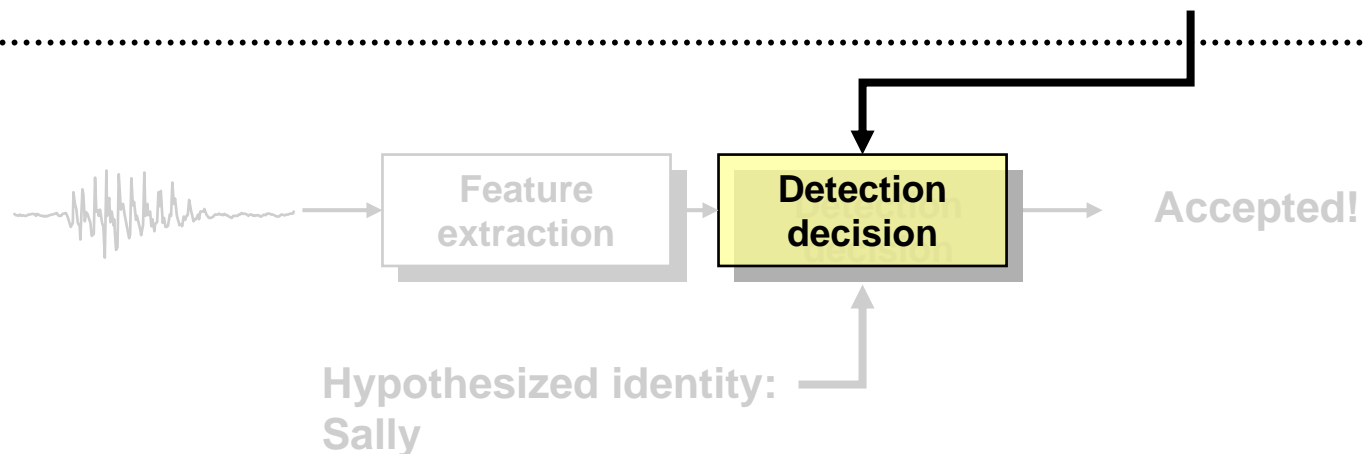 Feature
extraction
Detection
decision
Accepted!
Hypothesized identity:
Sally